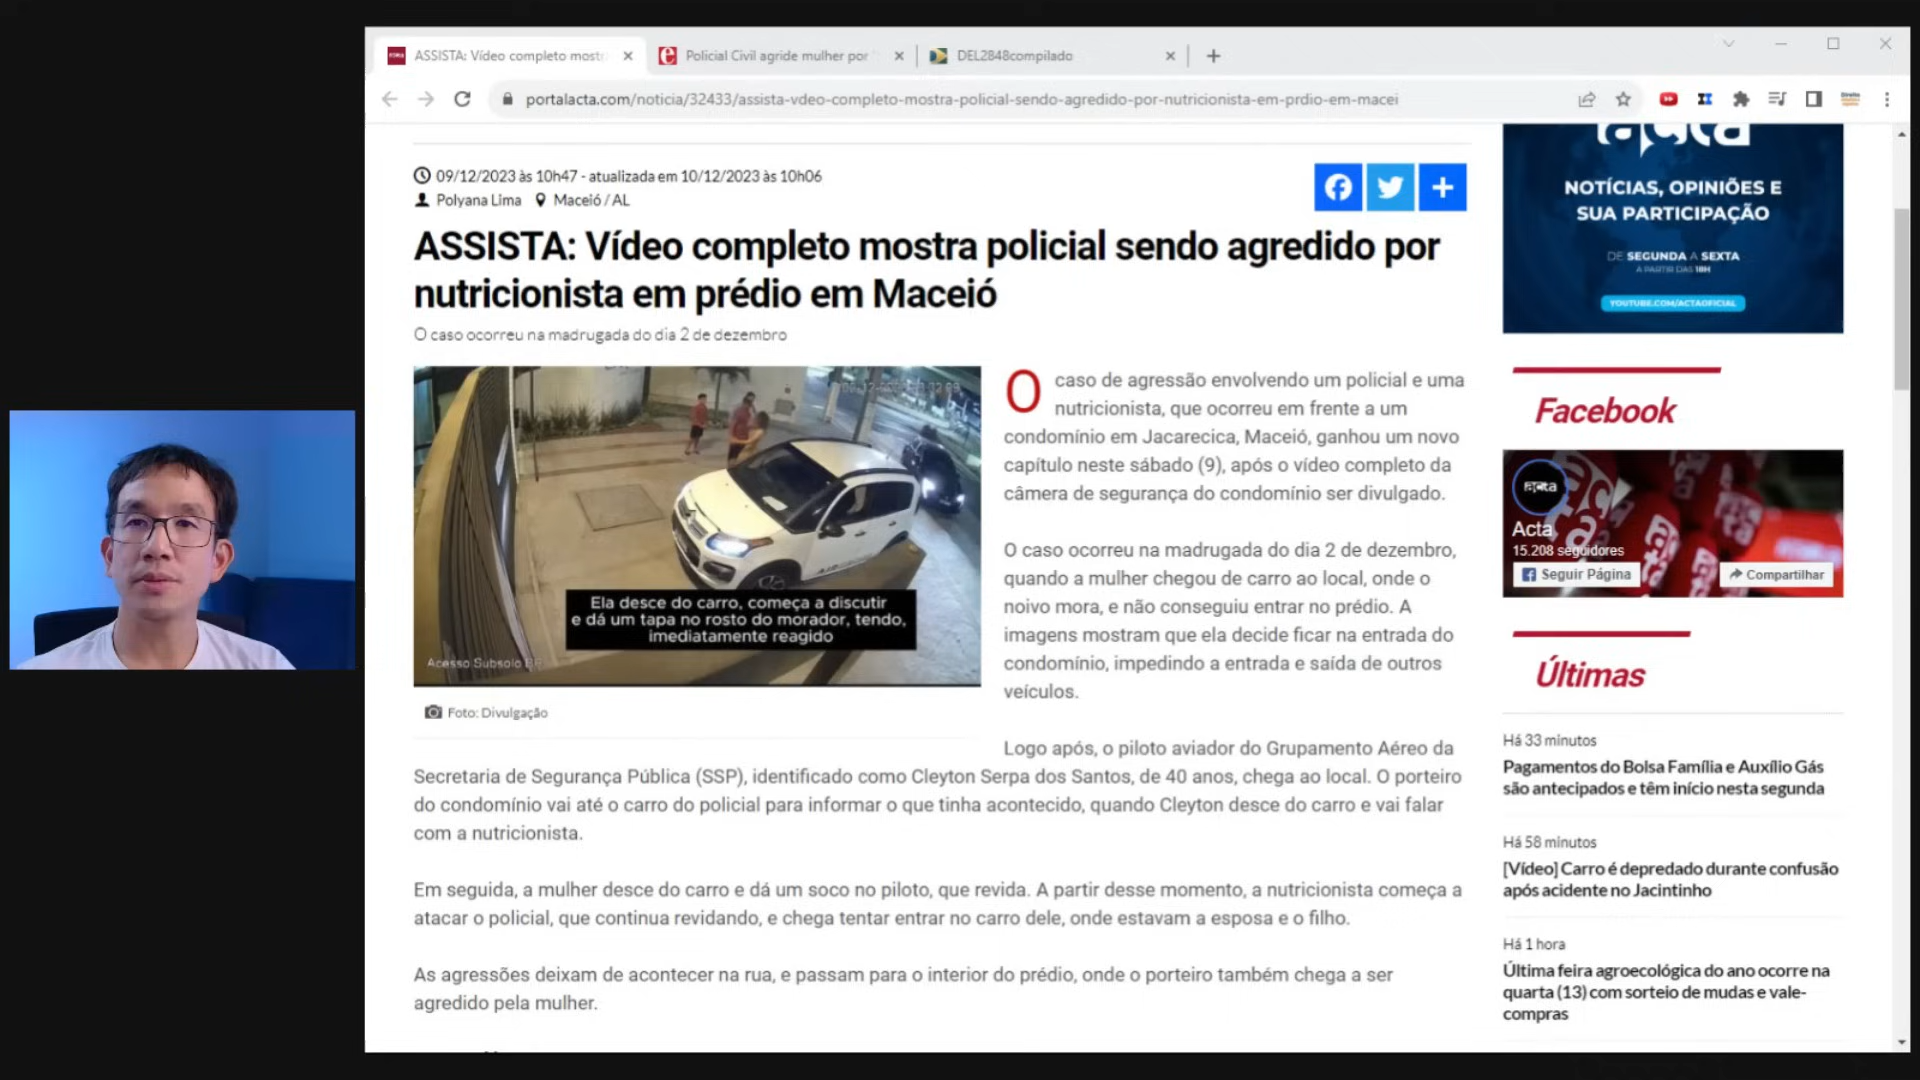 ASSISTA: Vídeo completo mostr
Policial Civil agride mulher por
DEL2848compilado
portalacta.com/noticia/32433/assista-vdeo-completo-mostra-policial-sendo-agredido-por-nutricionista-em-prdio-em-macei
09/12/2023 às 10h47 - atualizada em 10/12/2023 às 10h06
Polyana Lima Maceió / AL
ASSISTA: Vídeo completo mostra policial sendo agredido por
nutricionista em prédio em Maceió
O caso ocorreu na madrugada do dia 2 de dezembro
Ela desce do carro, começa a discutir
e dá um tapa no rosto do morador, tendo,
imediatamente reagido
Acesso Subsolo
Foto: Divulgação
O caso de agressão envolvendo um policial e uma
nutricionista, que ocorreu em frente a um
condomínio em Jacarecica, Maceió, ganhou um novo
capítulo neste sábado (9), após o vídeo completo da
câmera de segurança do condomínio ser divulgado.
O caso ocorreu na madrugada do dia 2 de dezembro,
quando a mulher chegou de carro ao local, onde o
noivo mora, e não conseguiu entrar no prédio. A
imagens mostram que ela decide ficar na entrada do
condomínio, impedindo a entrada e saída de outros
veículos.
Logo após, o piloto aviador do Grupamento Aéreo da
Secretaria de Segurança Pública (SSP), identificado como Cleyton Serpa dos Santos, de 40 anos, chega ao local. O porteiro
do condomínio vai até o carro do policial para informar o que tinha acontecido, quando Cleyton desce do carro e vai falar
com a nutricionista.
Em seguida, a mulher desce do carro e dá um soco no piloto, que revida. A partir desse momento, a nutricionista começa a
atacar o policial, que continua revidando, e chega tentar entrar no carro dele, onde estavam a esposa e o filho.
As agressões deixam de acontecer na rua, e passam para o interior do prédio, onde o porteiro também chega a ser
agredido pela mulher.
acta
NOTÍCIAS, OPINIÕES E
SUA PARTICIPAÇÃO
DE SEGUNDA A SEXTA
A PARTIR DAS 18H
YOUTUBE.COM/ACTAOFICIAL
Facebook
acta
Acta
15.208 seguidores
Seguir Página
Compartilhar
Últimas
Há 33 minutos
Pagamentos do Bolsa Família e Auxílio Gás
são antecipados e têm início nesta segunda
Há 58 minutos
[Vídeo] Carro é depredado durante confusão
após acidente no Jacintinho
Há 1 hora
Última feira agroecológica do ano ocorre na
quarta (13) com sorteio de mudas e vale-
compras